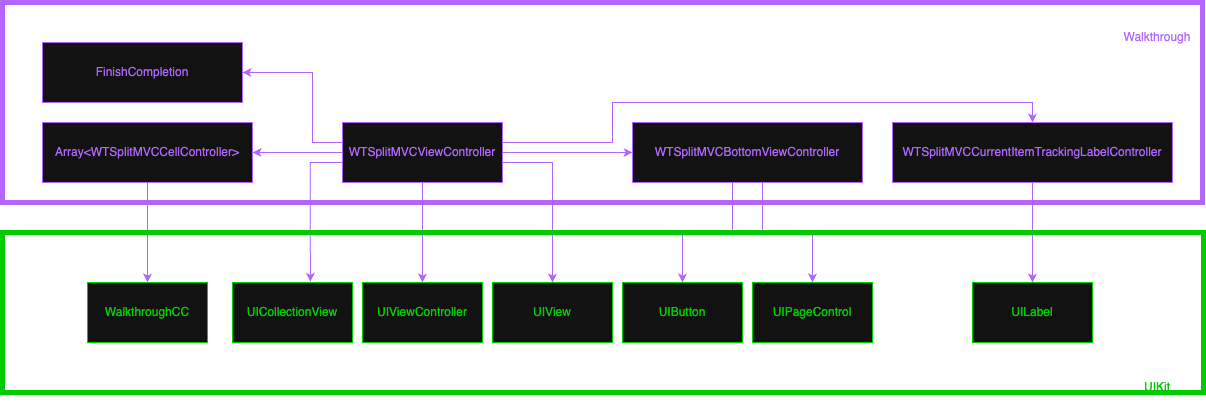 Walkthrough
FinishCompletion
Array<WTSplitMVCCellController>
WTSplitMVCViewController
WTSplitMVCBottomViewController
WTSplitMVCCurrentItemTrackingLabelController
WalkthroughCC
UICollectionView
UIViewController
UIView
UIButton
UIPageControl
UILabel
UIKit